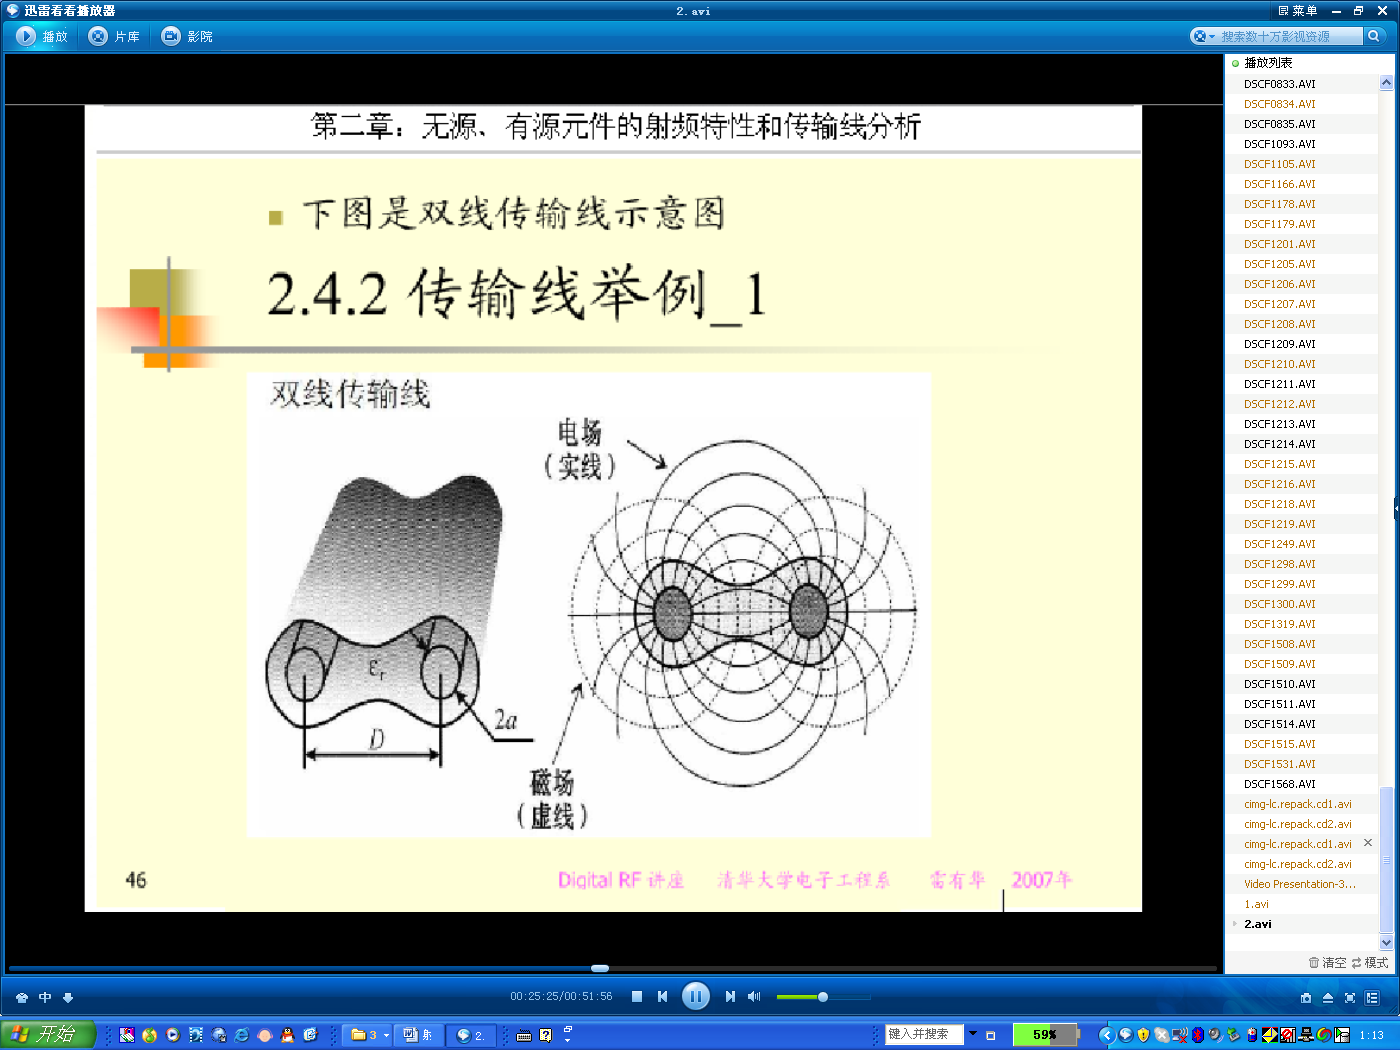 迅雷看看播放器
2.avi
菜单
播放
片库
影院
搜索数十万影视资源
第二章：无源、有源元件的射频特性和传输线分析
下图是双线传输线示意图
2.4.2 传输线举例_1
双线传输线
电场
（实线）
εr
2a
D
磁场
（虚线）
46
Digital RF 讲座 清华大学电子工程系 雷有华 2007年
播放列表
DSCF0833.AVI
DSCF0834.AVI
DSCF0835.AVI
DSCF1093.AVI
DSCF1105.AVI
DSCF1166.AVI
DSCF1178.AVI
DSCF1179.AVI
DSCF1201.AVI
DSCF1205.AVI
DSCF1206.AVI
DSCF1207.AVI
DSCF1208.AVI
DSCF1209.AVI
DSCF1210.AVI
DSCF1211.AVI
DSCF1212.AVI
DSCF1213.AVI
DSCF1214.AVI
DSCF1215.AVI
DSCF1216.AVI
DSCF1218.AVI
DSCF1219.AVI
DSCF1249.AVI
DSCF1298.AVI
DSCF1299.AVI
DSCF1300.AVI
DSCF1319.AVI
DSCF1508.AVI
DSCF1509.AVI
DSCF1510.AVI
DSCF1511.AVI
DSCF1514.AVI
DSCF1515.AVI
DSCF1531.AVI
DSCF1568.AVI
cimg-lc.repack.cd1.avi
cimg-lc.repack.cd2.avi
cimg-lc.repack.cd1.avi
cimg-lc.repack.cd2.avi
Video Presentation-3...
1.avi
2.avi
清空 模式
中
00:25:25/00:51:56
开始
3
射
2.
键入并搜索
59%
1:13